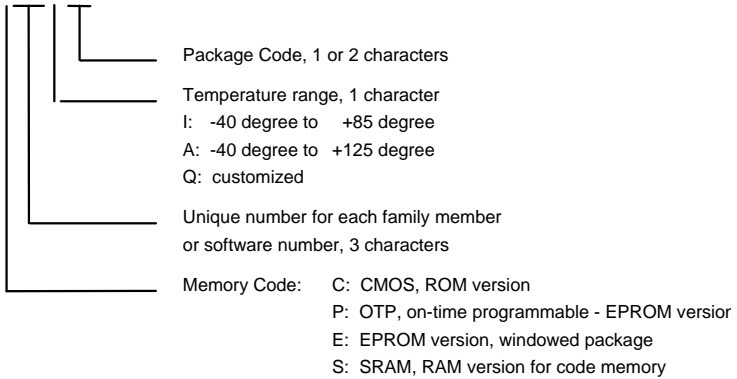 Package Code, 1 or 2 characters
Temperature range, 1 character
I: -40 degree to +85 degree
A: -40 degree to +125 degree
Q: customized
Unique number for each family member
or software number, 3 characters
Memory Code: C: CMOS, ROM version
P: OTP, on-time programmable - EPROM version
E: EPROM version, windowed package
S: SRAM, RAM version for code memory